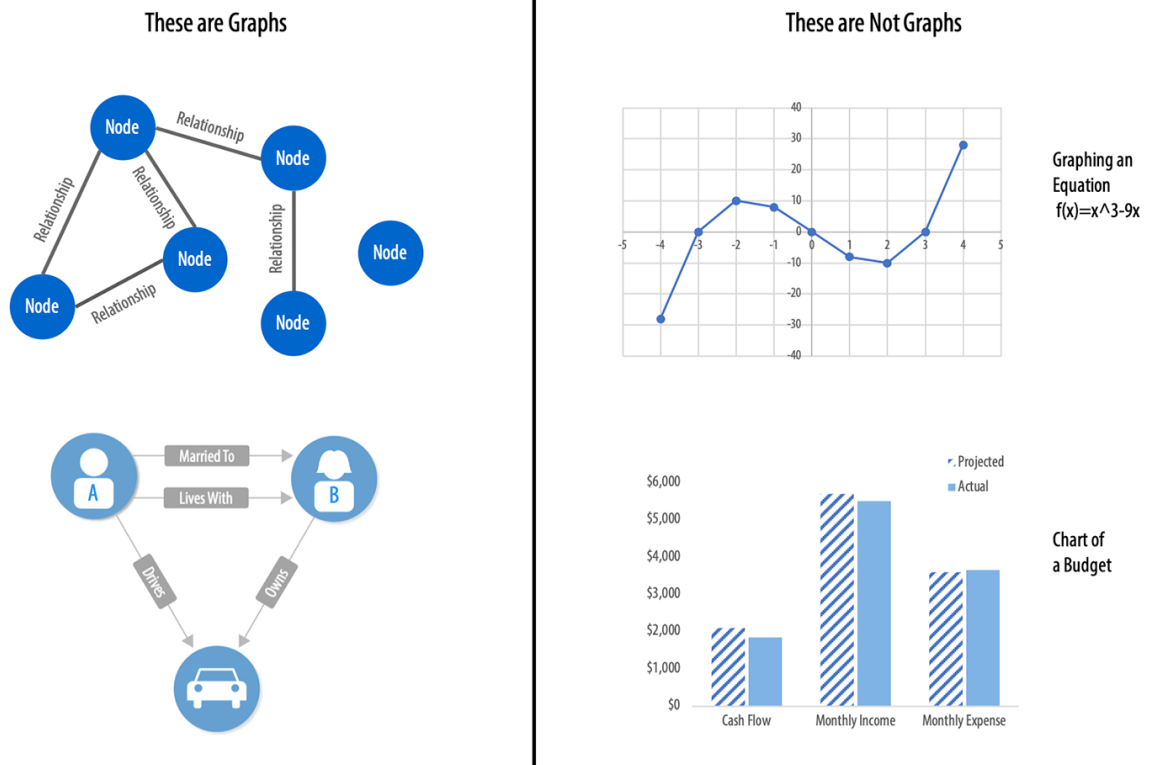 These are Graphs
Node
Relationship
Node
Relationship
Relationship
Relationship
Node
Node
Node
Relationship
Node
Married To
A
B
Lives With
Drives
Owns
These are Not Graphs
40
30
20
10
0
-5 -4 -3 -2 -1 0 1 2 3 4 5
-10
-20
-30
-40
Graphing an
Equation
f(x)=x^3-9x
Projected
Actual
$6,000
$5,000
$4,000
$3,000
$2,000
$1,000
$0
Cash Flow Monthly Income Monthly Expense
Chart of
a Budget